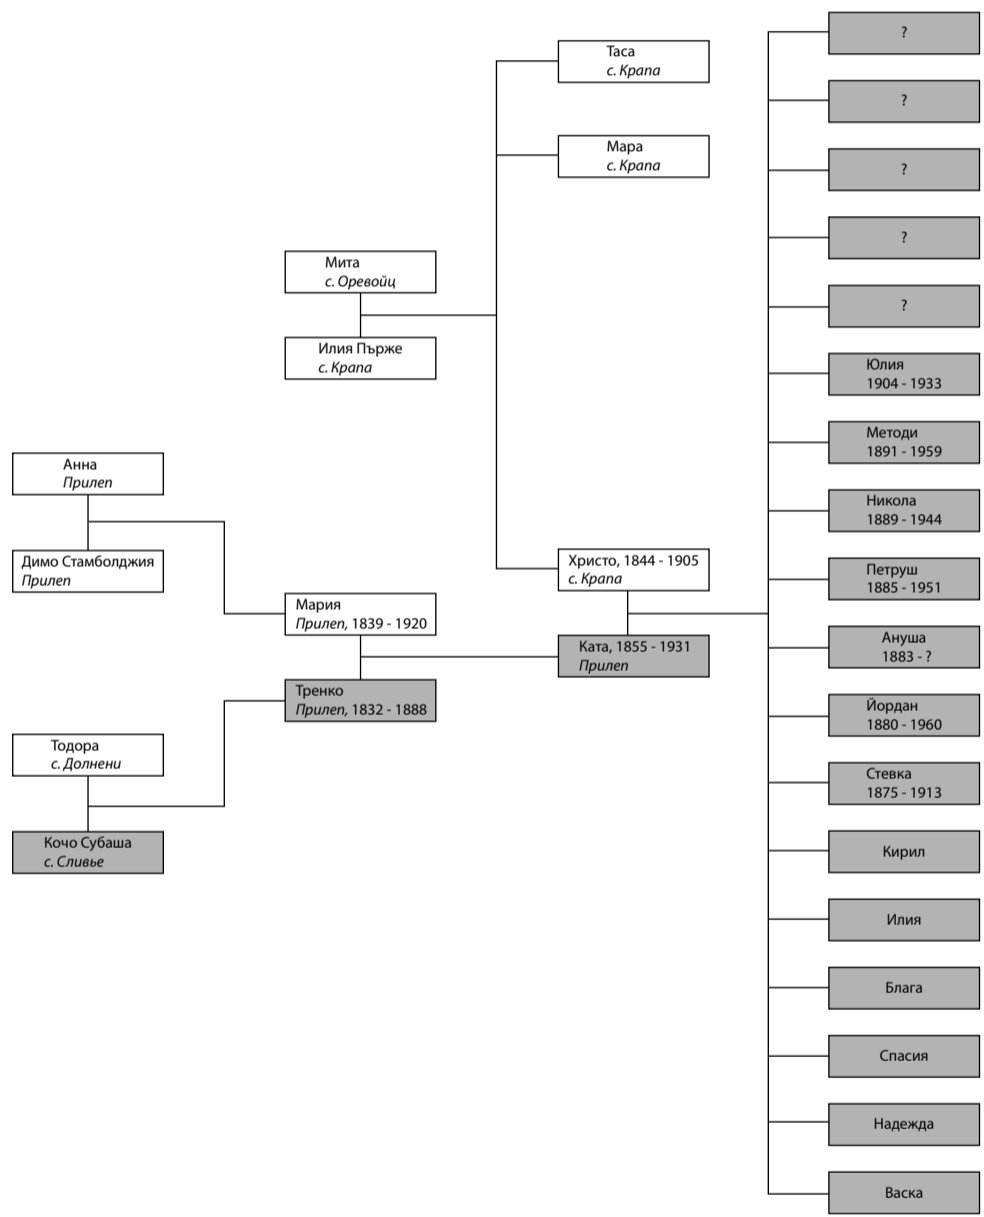 Анна
Прилеп
Димо Стамболджия
Прилеп
Тодора
с. Долнени
Кочо Субаша
с. Сливье
Мита
с. Оревойц
Илия Пърже
с. Крапа
Мария
Прилеп, 1839 - 1920
Тренко
Прилеп, 1832 - 1888
Таса
с. Крапа
Мара
с. Крапа
Христо, 1844 - 1905
с. Крапа
Ката, 1855 - 1931
Прилеп
?
?
?
?
?
Юлия
1904 - 1933
Методи
1891 - 1959
Никола
1889 - 1944
Петруш
1885 - 1951
Ануша
1883 - ?
Йордан
1880 - 1960
Стевка
1875 - 1913
Кирил
Илия
Блага
Спасия
Надежда
Васка